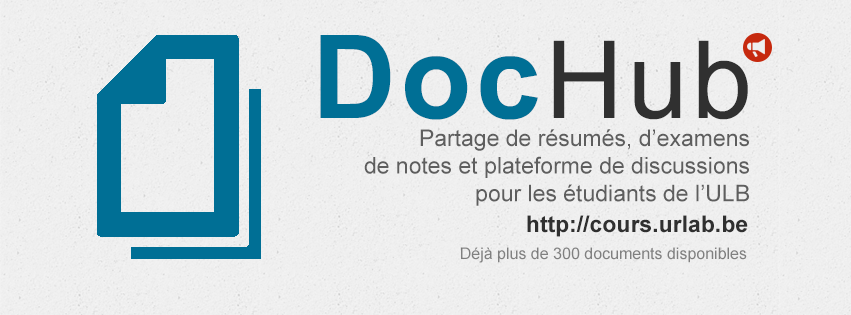 DocHub
Partage de résumés, d'examens
de notes et plateforme de discussions
pour les étudiants de l'ULB
http://cours.urlab.be
Déjà plus de 300 documents disponibles